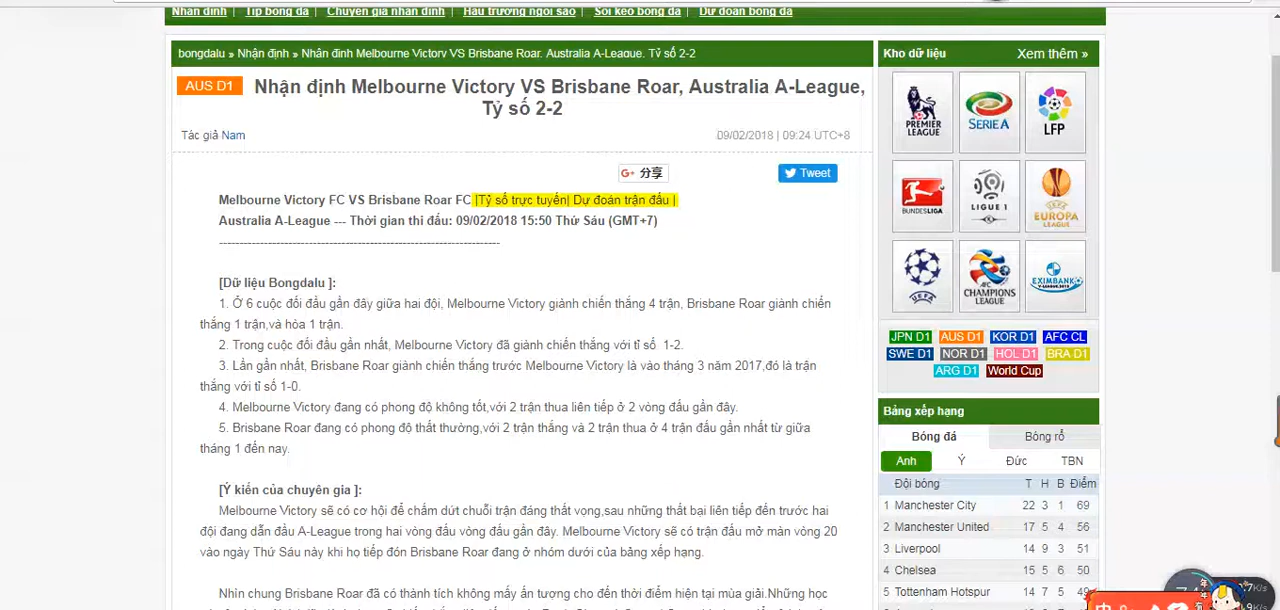 Nhận định | Tip bóng đá | Chuyên gia nhận định | Hậu trường ngôi sao | Soi kèo bóng đá | Dự đoán bóng đá
bongdalu » Nhận định » Nhân đinh Melbourne Victory VS Brisbane Roar. Australia A-League. Tỷ số 2-2
AUS D1
Nhận định Melbourne Victory VS Brisbane Roar, Australia A-League,
Tỷ số 2-2
Tác giả Nam
09/02/2018 | 09:24 UTC+8
G+ 分享
Tweet
Melbourne Victory FC VS Brisbane Roar FC |Tỷ số trực tuyến| Dự đoán trận đấu |
Australia A-League --- Thời gian thi đấu: 09/02/2018 15:50 Thứ Sáu (GMT+7)
--------------------------------------------------------------------
[Dữ liệu Bongdalu ]:
1. Ở 6 cuộc đối đầu gần đây giữa hai đội, Melbourne Victory giành chiến thắng 4 trận, Brisbane Roar giành chiến
thắng 1 trận,và hòa 1 trận.
2. Trong cuộc đối đầu mới nhất, Melbourne Victory đã giành chiến thắng với tỉ số 1-2.
3. Lần gần nhất, Brisbane Roar giành chiến thắng trước Melbourne Victory là vào tháng 3 năm 2017,đó là trận
thắng với tỉ số 1-0.
4. Melbourne Victory đang có phong độ không tốt,với 2 trận thua liên tiếp ở 2 vòng đấu gần đây.
5. Brisbane Roar đang có phong độ thất thường,với 2 trận thắng và 2 trận thua ở 4 trận đấu gần nhất từ giữa
tháng 1 đến nay.
[Ý kiến của chuyên gia ]:
Melbourne Victory sẽ có cơ hội để chấm dứt chuỗi trận đáng thất vọng,sau những thất bại liên tiếp đến trước hai
đội đang dẫn đầu A-League trong hai vòng đấu vòng đấu gần đây. Melbourne Victory sẽ có trận đấu mở màn vòng 20
vào ngày Thứ Sáu này khi họ tiếp đón Brisbane Roar đang ở nhóm dưới của bảng xếp hạng.
Nhìn chung Brisbane Roar đã có thành tích không mấy ấn tượng cho đến thời điểm hiện tại mùa giải.Những học
Kho dữ liệu Xem thêm »
PREMIER LEAGUE
SERIE A
LFP
BUNDESLIGA
LIGUE 1
EUROPA LEAGUE
UEFA
AFC CHAMPIONS LEAGUE
EXIMBANK
JPN D1 AUS D1 KOR D1 AFC CL
SWE D1 NOR D1 HOL D1 BRA D1
ARG D1 World Cup
Bảng xếp hạng
Bóng đá Bóng rổ
Anh Ý Đức TBN
Đội bóng T H B Điểm
1 Manchester City 22 3 1 69
2 Manchester United 17 5 4 56
3 Liverpool 14 9 3 51
4 Chelsea 15 5 6 50
5 Tottenham Hotspur 14 7 5 49